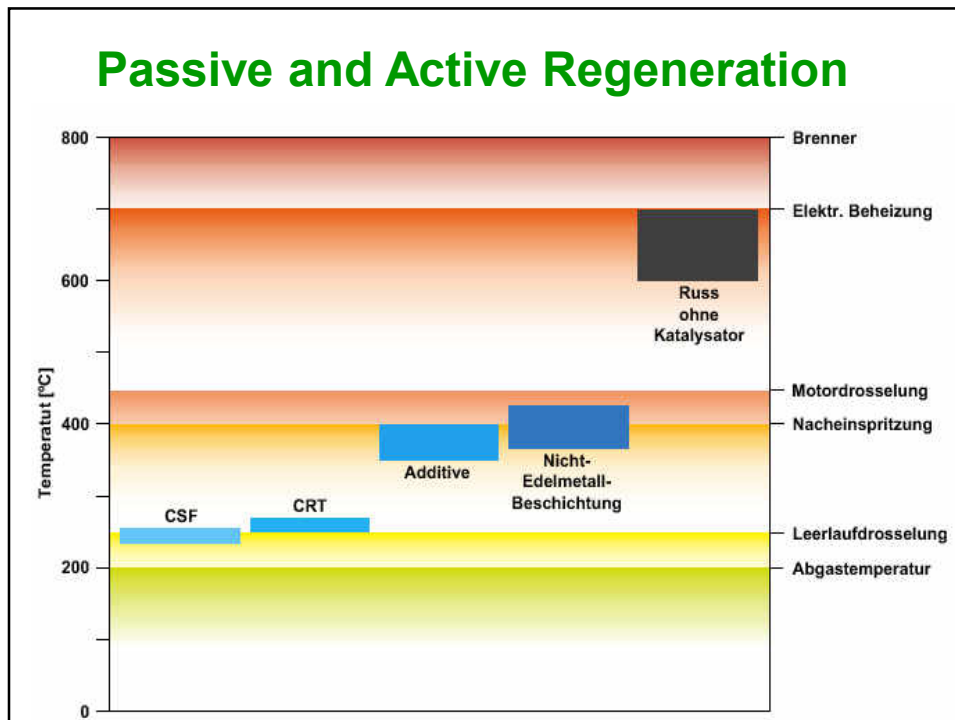 Passive and Active Regeneration
800
600
400
200
0
Temperatut [ºC]
CSF
CRT
Additive
Nicht-
Edelmetall-
Beschichtung
Russ
ohne
Katalysator
Brenner
Elektr. Beheizung
Motordrosselung
Nacheinspritzung
Leerlaufdrosselung
Abgastemperatur